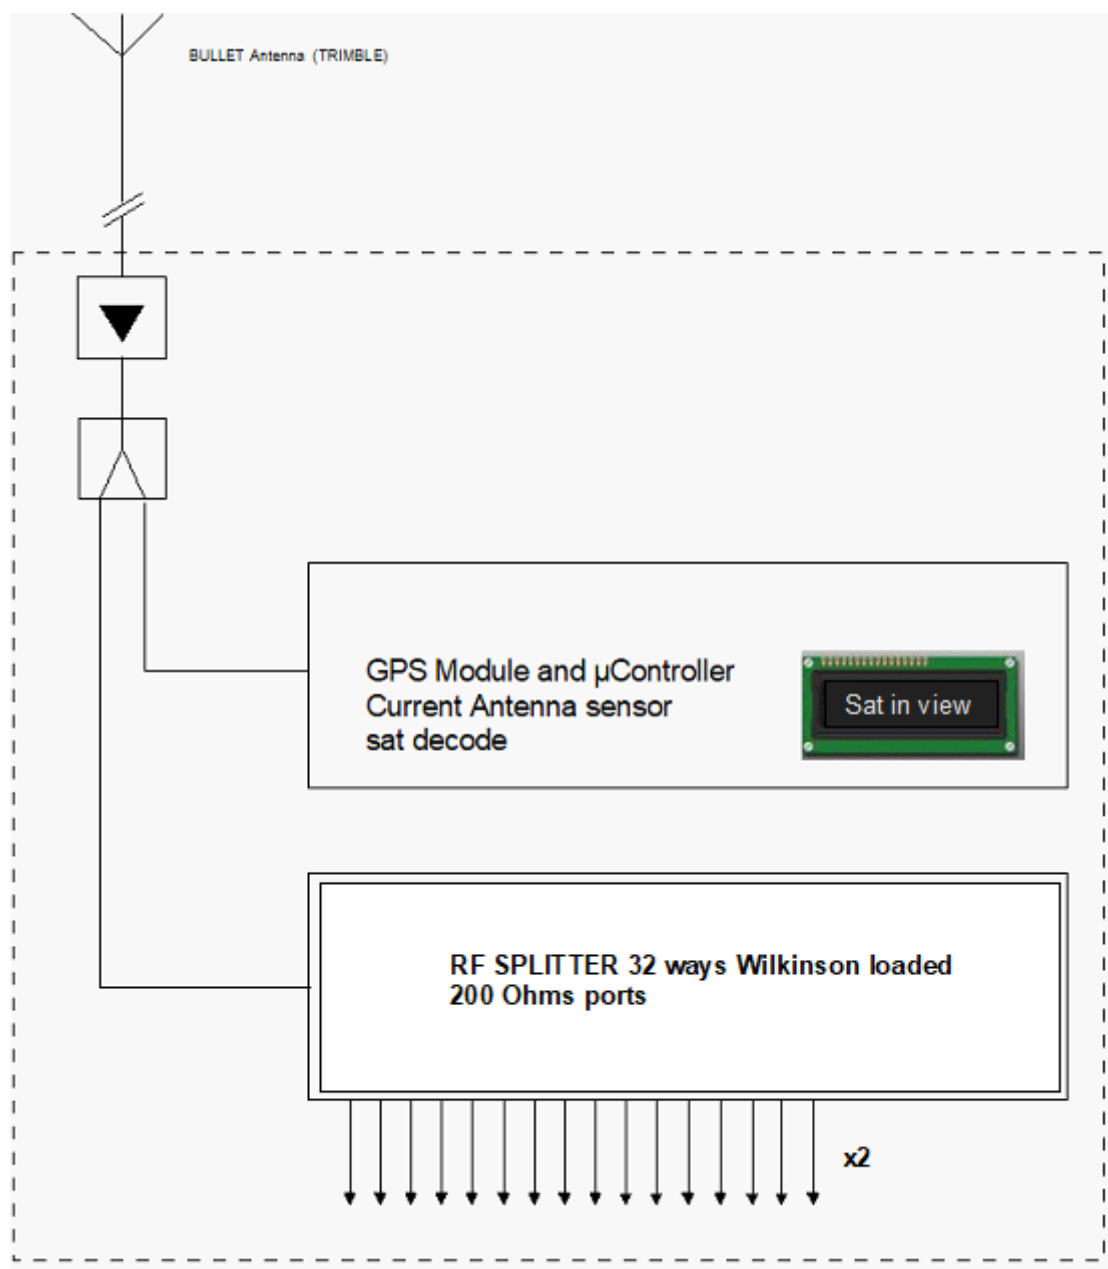 BULLET Antenna (TRIMBLE)
GPS Module and µController
Current Antenna sensor
sat decode
Sat in view
RF SPLITTER 32 ways Wilkinson loaded
200 Ohms ports
x2